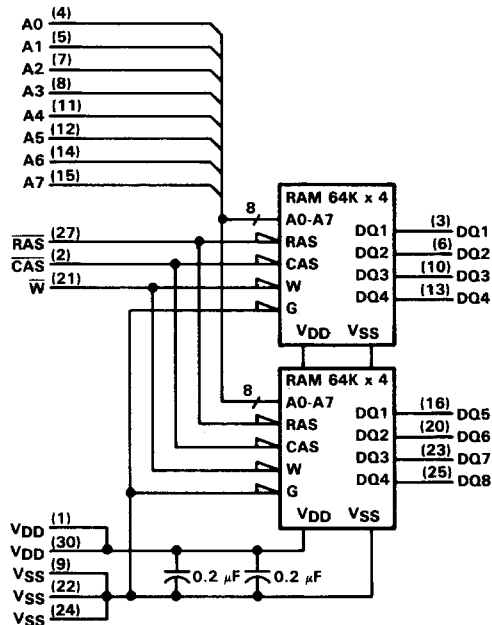 A0 (4)
A1 (5)
A2 (7)
A3 (8)
A4 (11)
A5 (12)
A6 (14)
A7 (15)
RAS (27)
CAS (2)
W (21)
RAM 64K x 4
8
A0-A7
RAS
CAS
W
G
DQ1 (3) DQ1
DQ2 (6) DQ2
DQ3 (10) DQ3
DQ4 (13) DQ4
VDD VSS
RAM 64K x 4
8
A0-A7
RAS
CAS
W
G
DQ1 (16) DQ5
DQ2 (20) DQ6
DQ3 (23) DQ7
DQ4 (25) DQ8
VDD VSS
VDD (1)
VDD (30)
VSS (9)
VSS (22)
VSS (24)
0.2 μF 0.2 μF